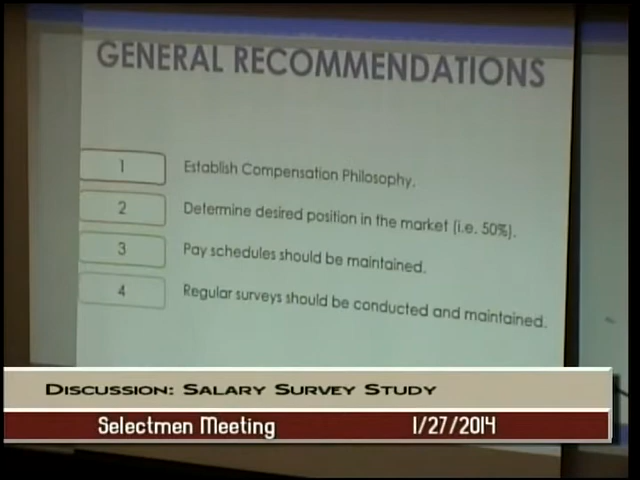 GENERAL RECOMMENDATIONS
1 Establish Compensation Philosophy.
2 Determine desired position in the market (i.e. 50%).
3 Pay schedules should be maintained.
4 Regular surveys should be conducted and maintained.
Discussion: Salary Survey Study
Selectmen Meeting 1/27/2014